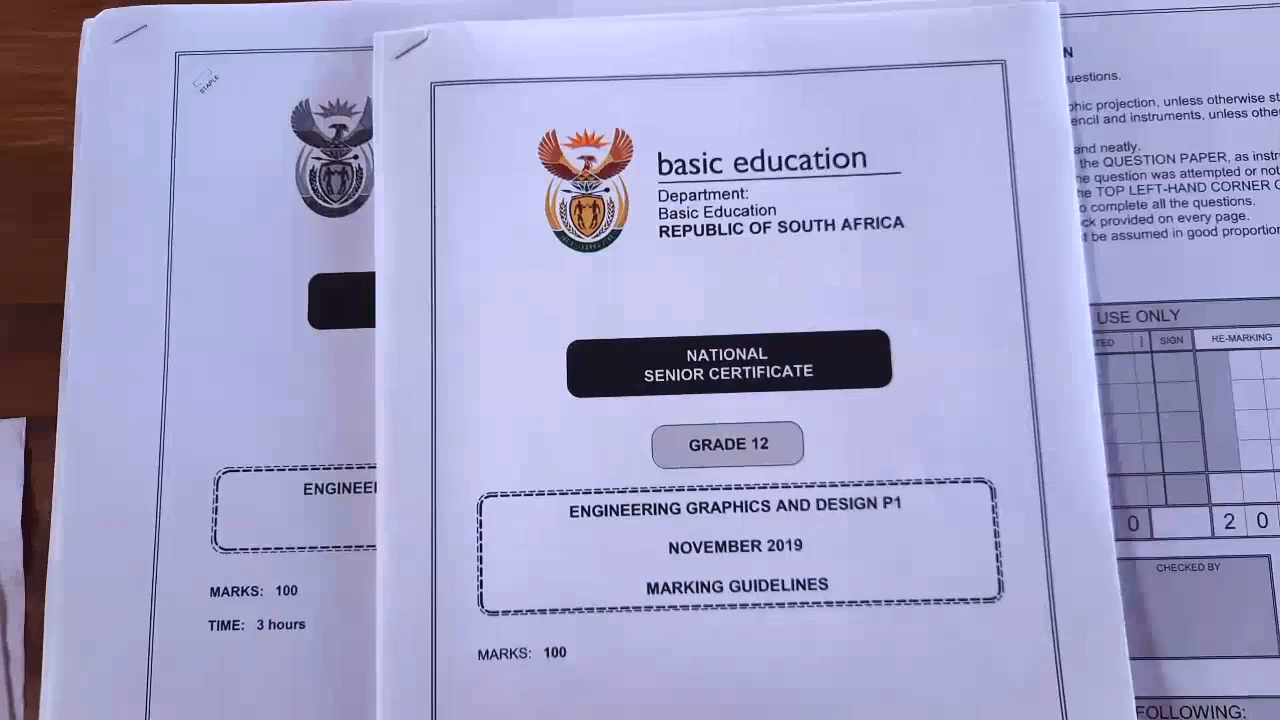 STAPLE
ENGINEE
MARKS: 100
TIME: 3 hours
basic education
Department:
Basic Education
REPUBLIC OF SOUTH AFRICA
NATIONAL
SENIOR CERTIFICATE
GRADE 12
ENGINEERING GRAPHICS AND DESIGN P1
NOVEMBER 2019
MARKING GUIDELINES
MARKS: 100
N
uestions.
phic projection, unless otherwise st
encil and instruments, unless othe
and neatly.
the QUESTION PAPER, as instr
he question was attempted or not
he TOP LEFT-HAND CORNER
o complete all the questions.
ck provided on every page.
t be assumed in good proportion
USE ONLY
TED SIGN RE-MARKING
0 2 0
CHECKED BY
FOLLOWING: